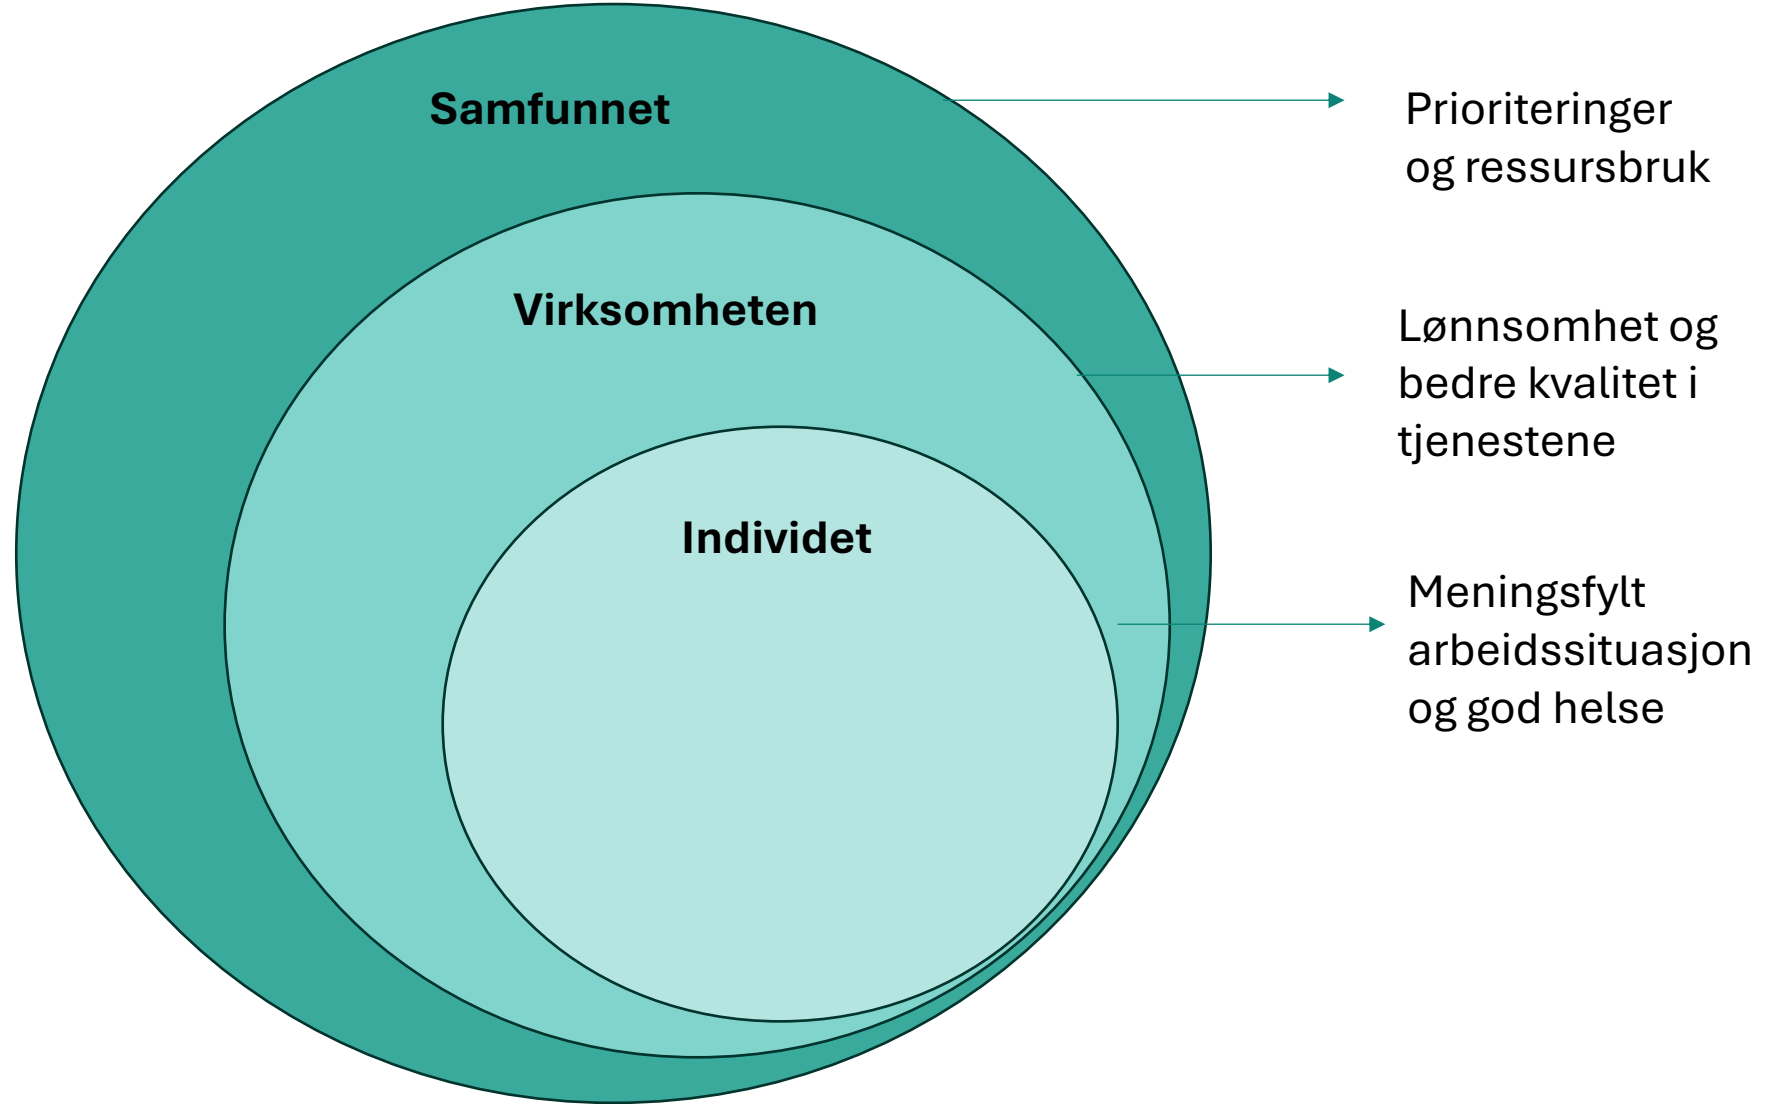 Samfunnet
Prioriteringer
og ressursbruk
Virksomheten
Lønnsomhet og
bedre kvalitet i
tjenestene
Individet
Meningsfylt
arbeidssituasjon
og god helse